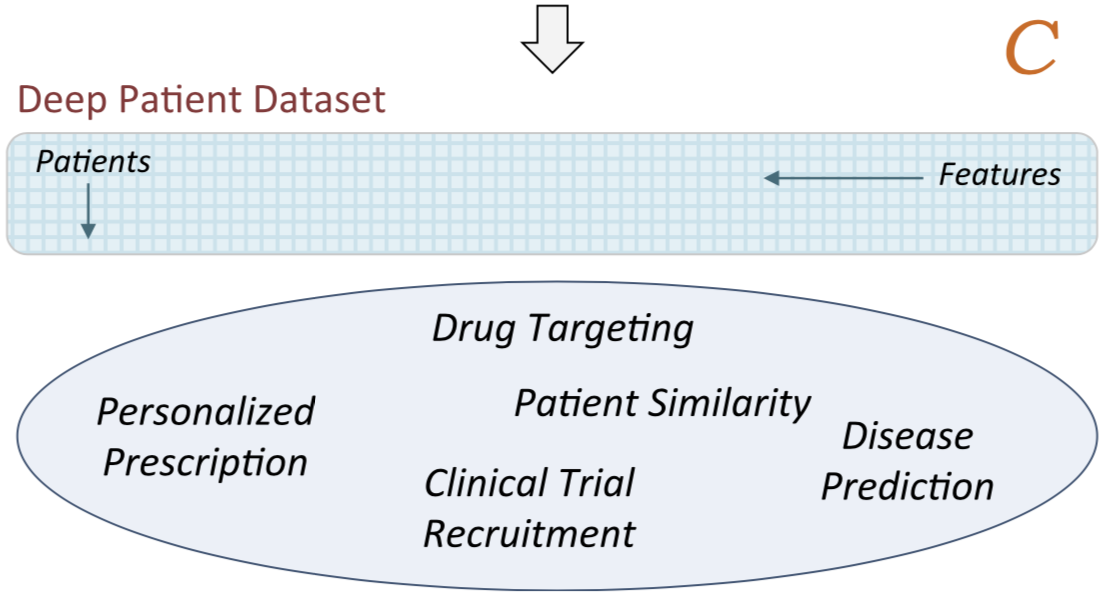 C
Deep Patient Dataset
Patients
Features
Drug Targeting
Personalized
Prescription
Patient Similarity
Disease
Prediction
Clinical Trial
Recruitment